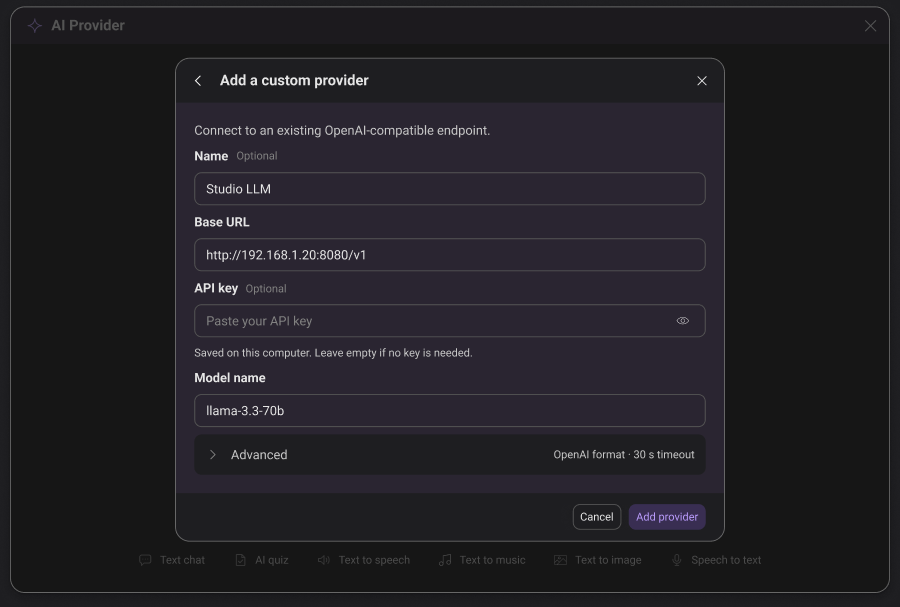 AI Provider
Add a custom provider
Connect to an existing OpenAI-compatible endpoint.
Name Optional
Studio LLM
Base URL
http://192.168.1.20:8080/v1
API key Optional
Paste your API key
Saved on this computer. Leave empty if no key is needed.
Model name
llama-3.3-70b
Advanced OpenAI format · 30 s timeout
Cancel Add provider
Text chat AI quiz Text to speech Text to music Text to image Speech to text